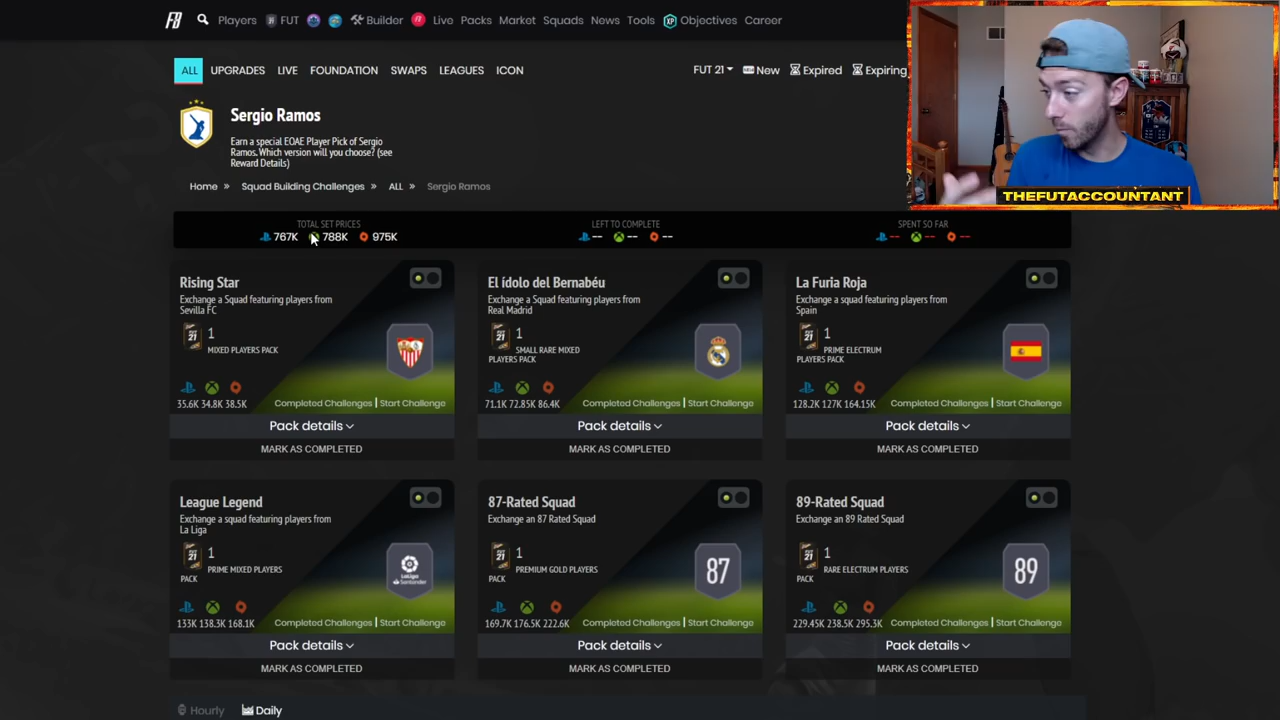 Players FUT Builder Live Packs Market Squads News Tools Objectives Career
ALL UPGRADES LIVE FOUNDATION SWAPS LEAGUES ICON FUT 21 New Expired Expiring
Sergio Ramos
Earn a special EOAE Player Pick of Sergio
Ramos. Which version will you choose? (see
Reward Details)
Home » Squad Building Challenges » ALL » Sergio Ramos
THEFUTACCOUNTANT
TOTAL SET PRICES LEFT TO COMPLETE SPENT SO FAR
767K 788K 975K -- -- -- -- -- --
Rising Star
Exchange a Squad featuring players from
Sevilla FC
1
MIXED PLAYERS PACK
35.6K 34.8K 38.5K
Completed Challenges | Start Challenge
Pack details
MARK AS COMPLETED
El ídolo del Bernabéu
Exchange a Squad featuring players from
Real Madrid
1
SMALL RARE MIXED
PLAYERS PACK
71.1K 72.85K 86.4K
Completed Challenges | Start Challenge
Pack details
MARK AS COMPLETED
La Furia Roja
Exchange a squad featuring players from
Spain
1
PRIME ELECTRUM
PLAYERS PACK
128.2K 127K 164.15K
Completed Challenges | Start Challenge
Pack details
MARK AS COMPLETED
League Legend
Exchange a squad featuring players from
La Liga
1
PRIME MIXED PLAYERS
PACK
133K 138.3K 168.1K
Completed Challenges | Start Challenge
Pack details
MARK AS COMPLETED
87-Rated Squad
Exchange an 87 Rated Squad
1
PREMIUM GOLD PLAYERS
PACK
87
169.7K 176.5K 222.6K
Completed Challenges | Start Challenge
Pack details
MARK AS COMPLETED
89-Rated Squad
Exchange an 89 Rated Squad
1
RARE ELECTRUM PLAYERS
PACK
89
229.45K 238.5K 295.3K
Completed Challenges | Start Challenge
Pack details
MARK AS COMPLETED
Hourly Daily